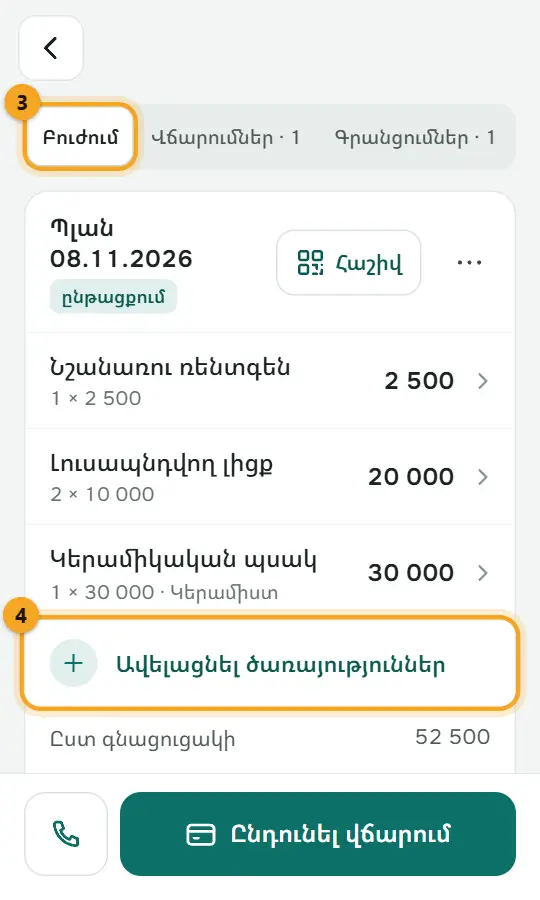 3
Բուժում
Վճարումներ · 1
Գրանցումներ · 1
Պլան
08.11.2026
Հաշիվ
ընթացքում
Նշանառու ռենտգեն
2 500
1 × 2 500
Լուսապնդվող լիցք
20 000
2 × 10 000
Կերամիկական պսակ
30 000
1 × 30 000 · Կերամիստ
4
Ավելացնել ծառայություններ
Ըստ գնացուցակի
52 500
Ընդունել վճարում